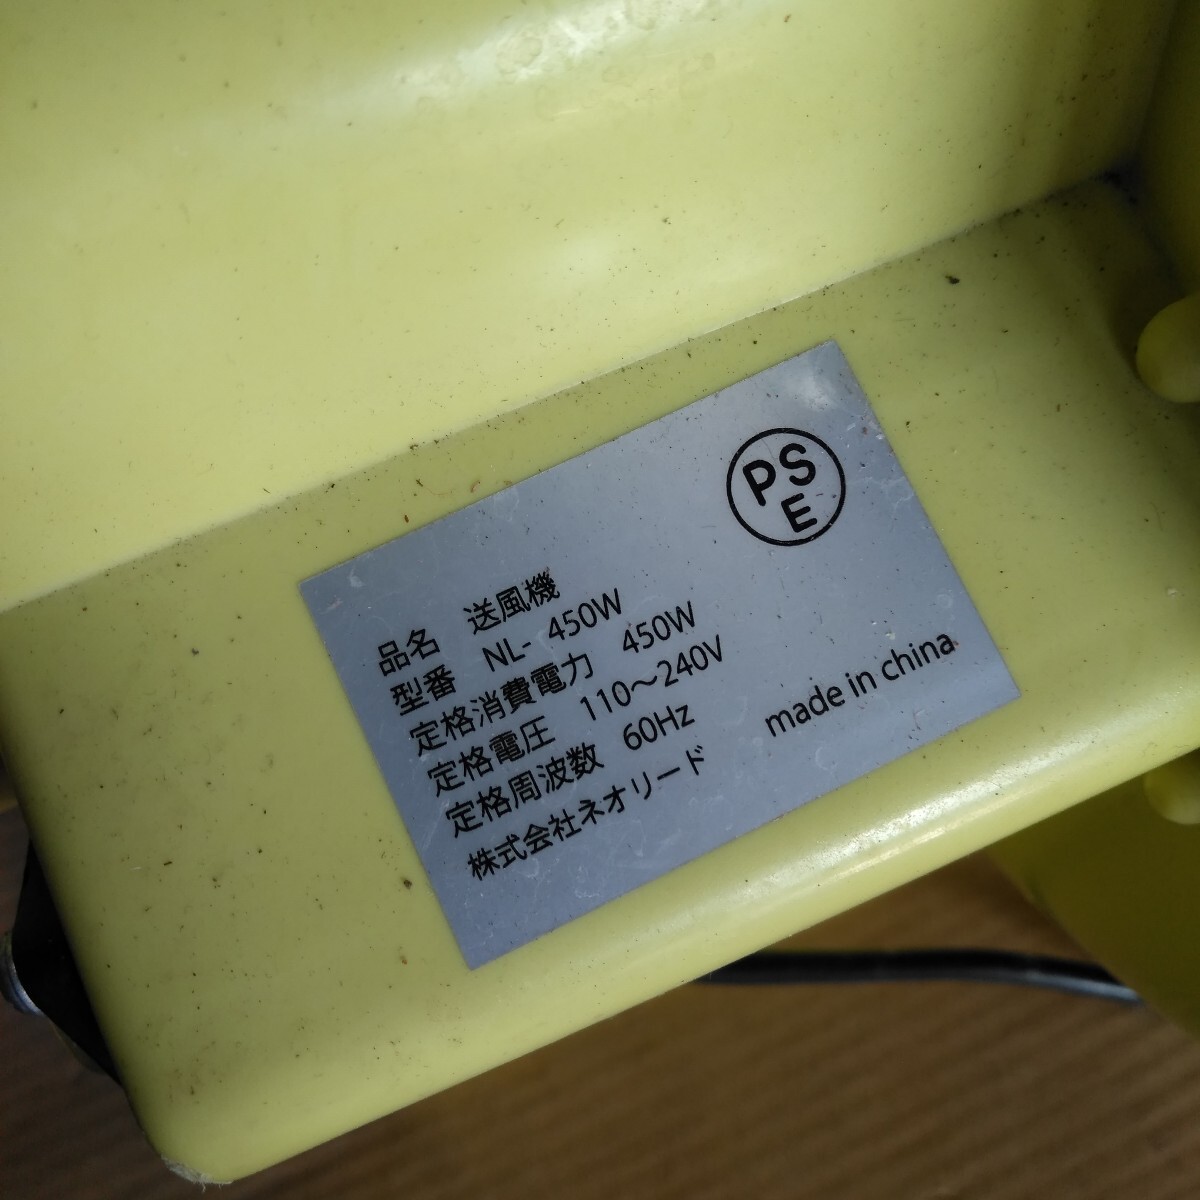 PS
E
品名 送風機
型番 NL- 450W
定格消費電力 450W
定格電圧 110～240V
定格周波数 60Hz
株式会社ネオリード
made in china